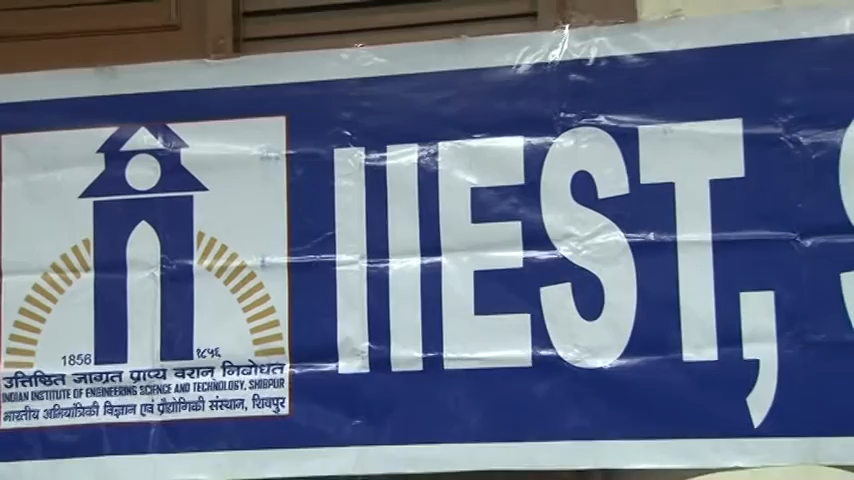 IIEST, S
1856 १८५६
उत्तिष्ठित जाग्रत प्राप्य वरान् निबोधत
INDIAN INSTITUTE OF ENGINEERING SCIENCE AND TECHNOLOGY, SHIBPUR
भारतीय अभियांत्रिकी विज्ञान एवं प्रौद्योगिकी संस्थान, शिवपुर